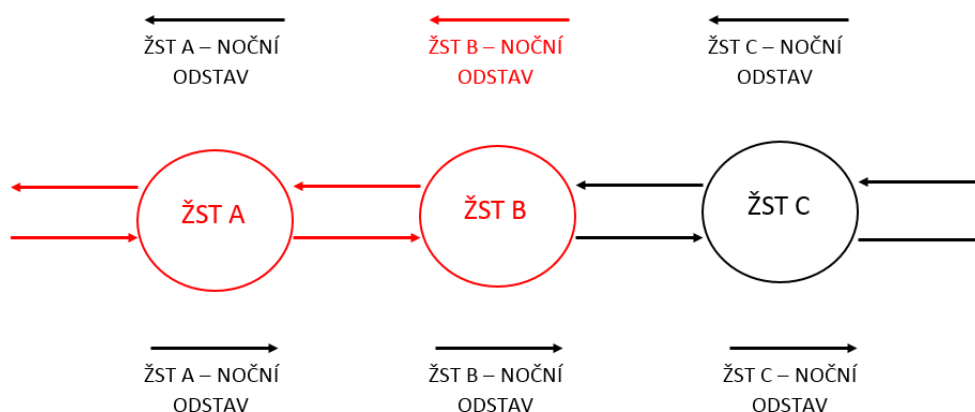 ŽST A – NOČNÍ
ODSTAV
ŽST B – NOČNÍ
ODSTAV
ŽST C – NOČNÍ
ODSTAV
ŽST A
ŽST B
ŽST C
ŽST A – NOČNÍ
ODSTAV
ŽST B – NOČNÍ
ODSTAV
ŽST C – NOČNÍ
ODSTAV